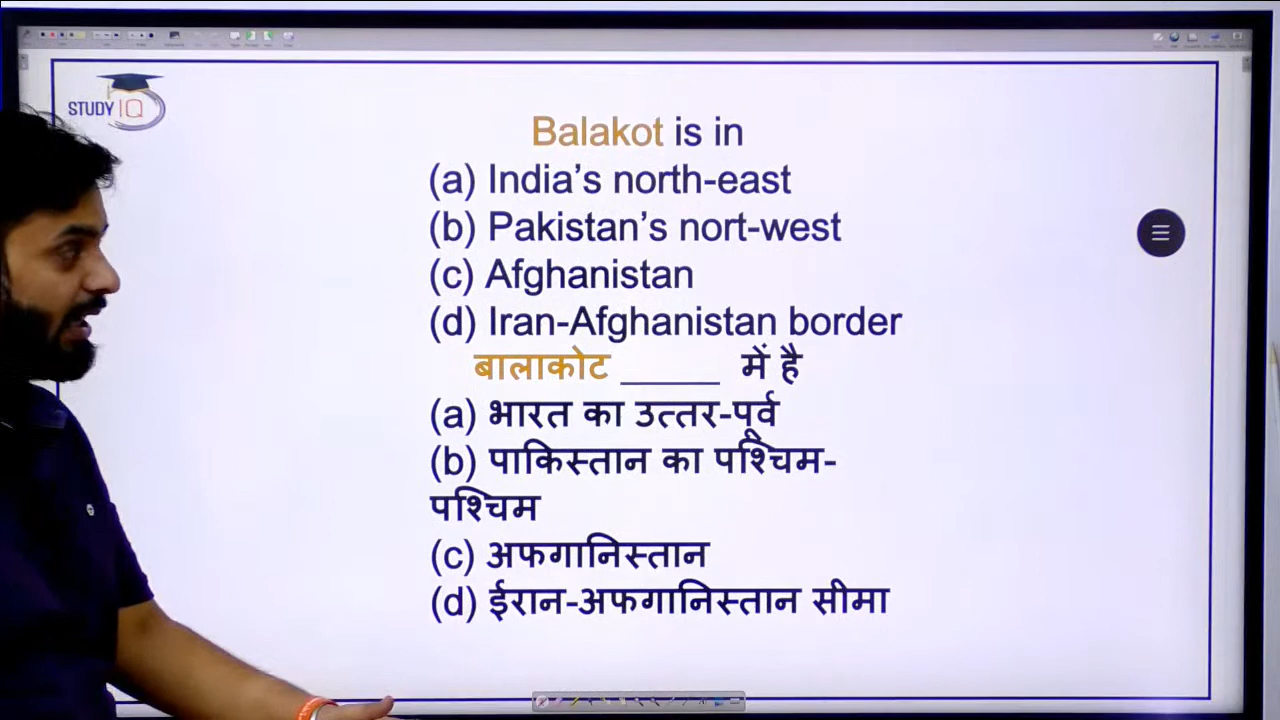 STUDY IQ
Balakot is in
(a) India’s north-east
(b) Pakistan’s nort-west
(c) Afghanistan
(d) Iran-Afghanistan border
बालाकोट _____ में है
(a) भारत का उत्तर-पूर्व
(b) पाकिस्तान का पश्चिम-
पश्चिम
(c) अफगानिस्तान
(d) ईरान-अफगानिस्तान सीमा